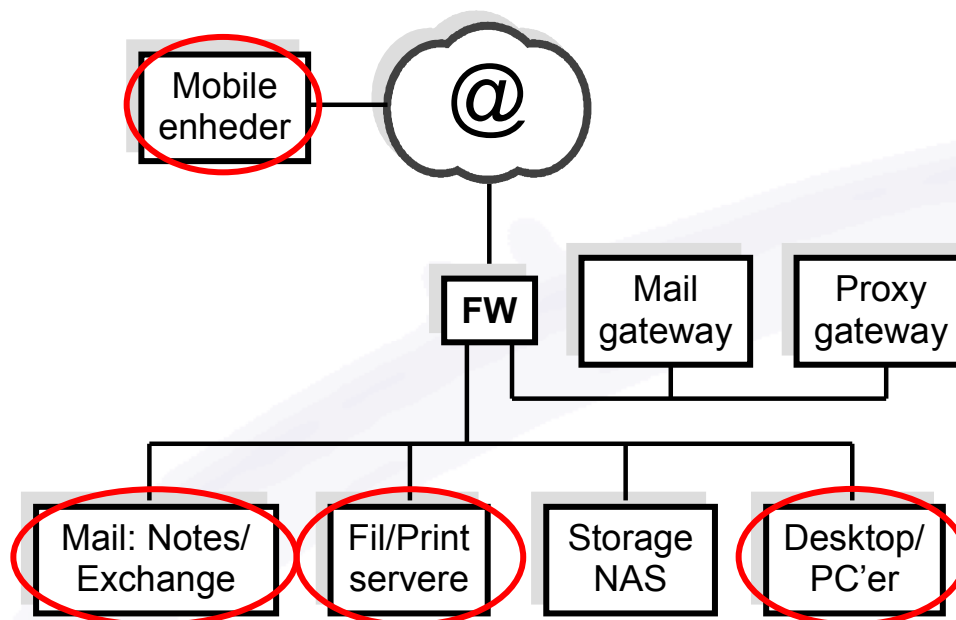 Mobile
enheder
@
FW
Mail
gateway
Proxy
gateway
Mail: Notes/
Exchange
Fil/Print
servere
Storage
NAS
Desktop/
PC’er